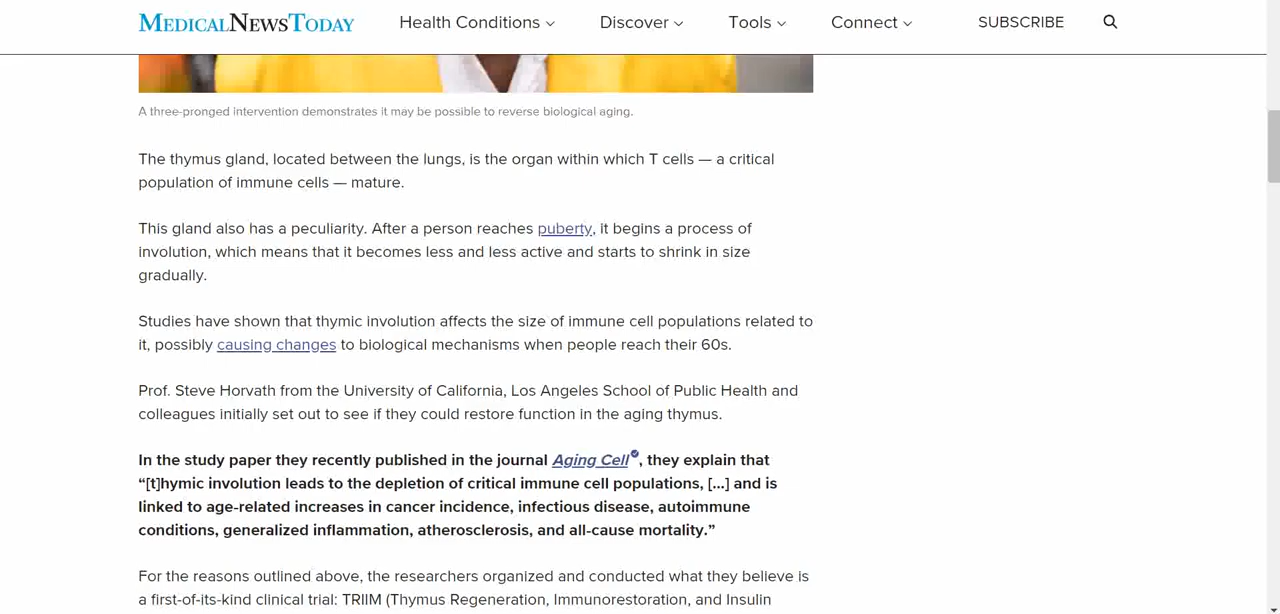 MEDICALNEWSTODAY Health Conditions Discover Tools Connect SUBSCRIBE
A three-pronged intervention demonstrates it may be possible to reverse biological aging.
The thymus gland, located between the lungs, is the organ within which T cells — a critical
population of immune cells — mature.
This gland also has a peculiarity. After a person reaches puberty, it begins a process of
involution, which means that it becomes less and less active and starts to shrink in size
gradually.
Studies have shown that thymic involution affects the size of immune cell populations related to
it, possibly causing changes to biological mechanisms when people reach their 60s.
Prof. Steve Horvath from the University of California, Los Angeles School of Public Health and
colleagues initially set out to see if they could restore function in the aging thymus.
In the study paper they recently published in the journal Aging Cell, they explain that
“[t]hymic involution leads to the depletion of critical immune cell populations, [...] and is
linked to age-related increases in cancer incidence, infectious disease, autoimmune
conditions, generalized inflammation, atherosclerosis, and all-cause mortality.”
For the reasons outlined above, the researchers organized and conducted what they believe is
a first-of-its-kind clinical trial: TRIIM (Thymus Regeneration, Immunorestoration, and Insulin